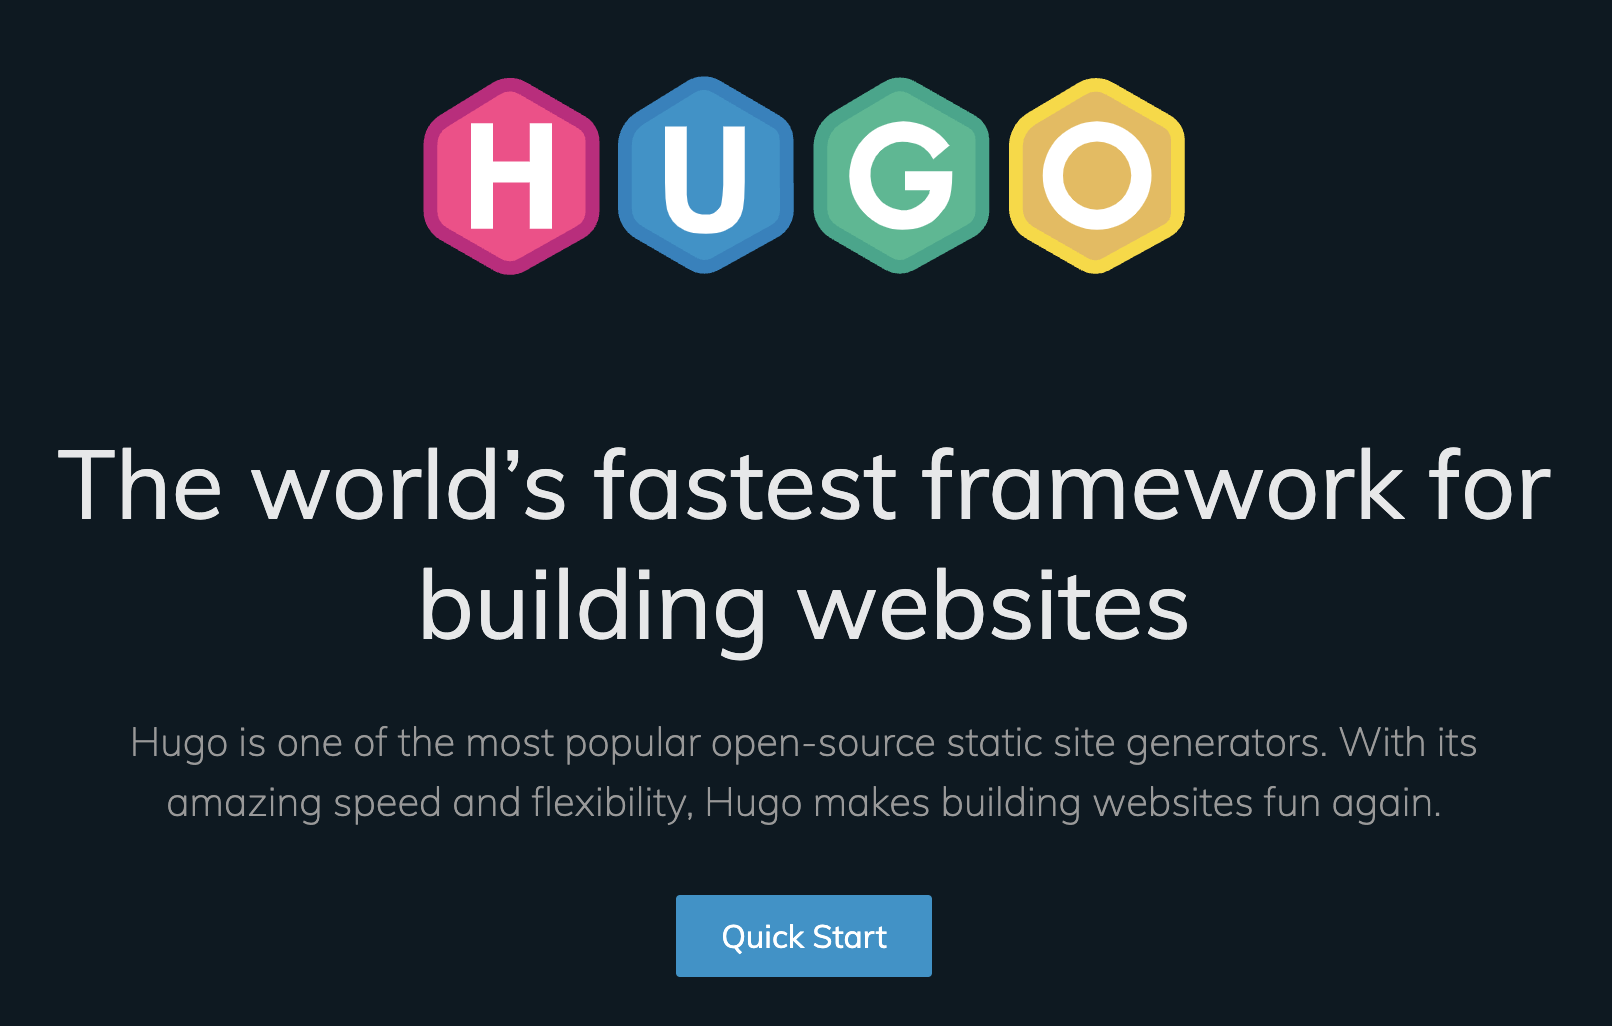 HUGO
The world’s fastest framework for
building websites
Hugo is one of the most popular open-source static site generators. With its
amazing speed and flexibility, Hugo makes building websites fun again.
Quick Start